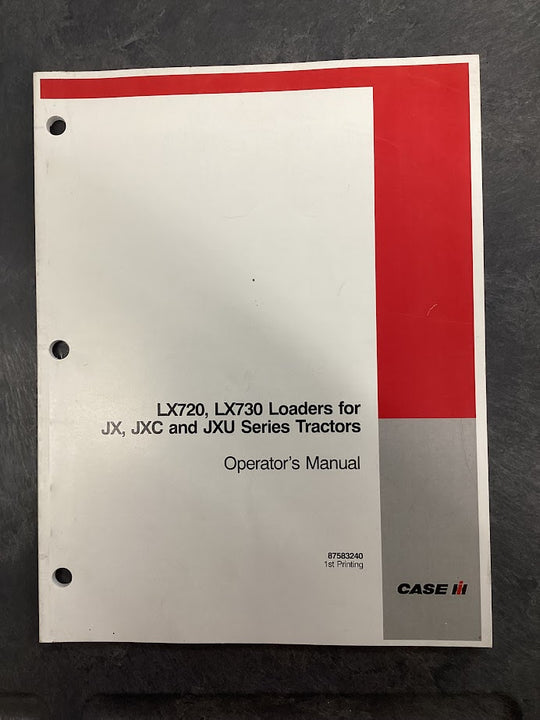 LX720, LX730 Loaders for
JX, JXC and JXU Series Tractors
Operator's Manual
87583240
1st Printing
CASE IH